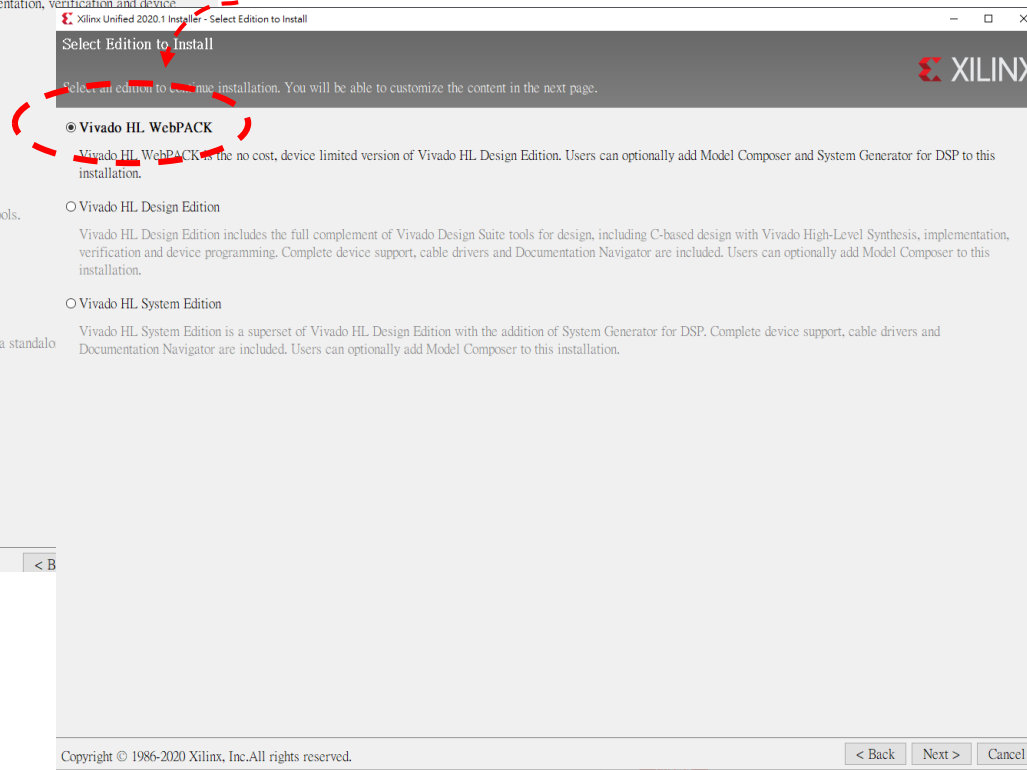 entation, verification and device
Xilinx Unified 2020.1 Installer - Select Edition to Install
Select Edition to Install
XILINX
Select an edition to continue installation. You will be able to customize the content in the next page.
Vivado HL WebPACK
Vivado HL WebPACK is the no cost, device limited version of Vivado HL Design Edition. Users can optionally add Model Composer and System Generator for DSP to this
installation.
ools.
Vivado HL Design Edition
Vivado HL Design Edition includes the full complement of Vivado Design Suite tools for design, including C-based design with Vivado High-Level Synthesis, implementation,
verification and device programming. Complete device support, cable drivers and Documentation Navigator are included. Users can optionally add Model Composer to this
installation.
Vivado HL System Edition
Vivado HL System Edition is a superset of Vivado HL Design Edition with the addition of System Generator for DSP. Complete device support, cable drivers and
a standalo
Documentation Navigator are included. Users can optionally add Model Composer to this installation.
< B
Copyright © 1986-2020 Xilinx, Inc.All rights reserved.
< Back
Next >
Cancel